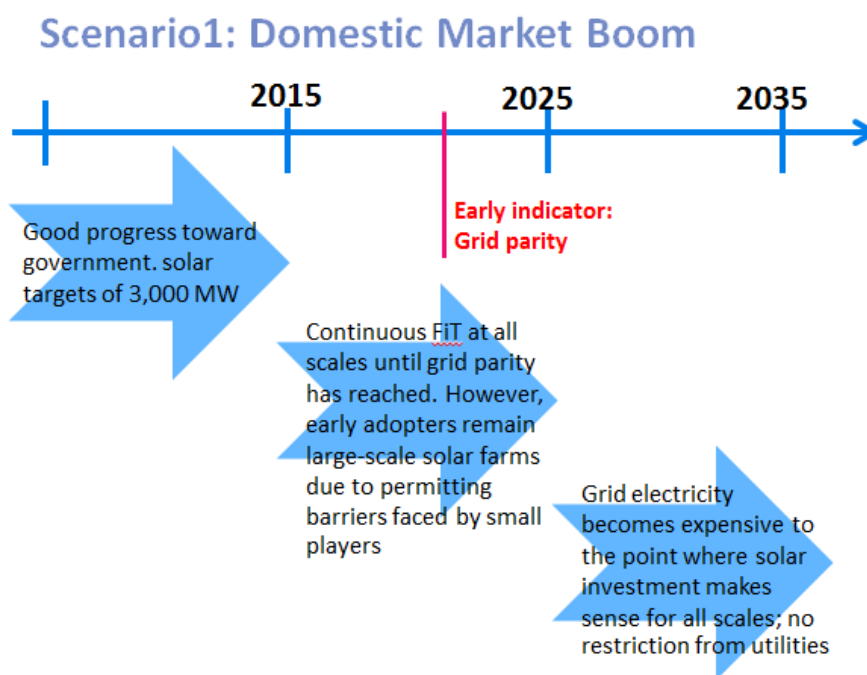 Scenario1: Domestic Market Boom
2015
2025
2035
Early indicator:
Grid parity
Good progress toward
government. solar
targets of 3,000 MW
Continuous FiT at all
scales until grid parity
has reached. However,
early adopters remain
large-scale solar farms
due to permitting
barriers faced by small
players
Grid electricity
becomes expensive to
the point where solar
investment makes
sense for all scales; no
restriction from utilities